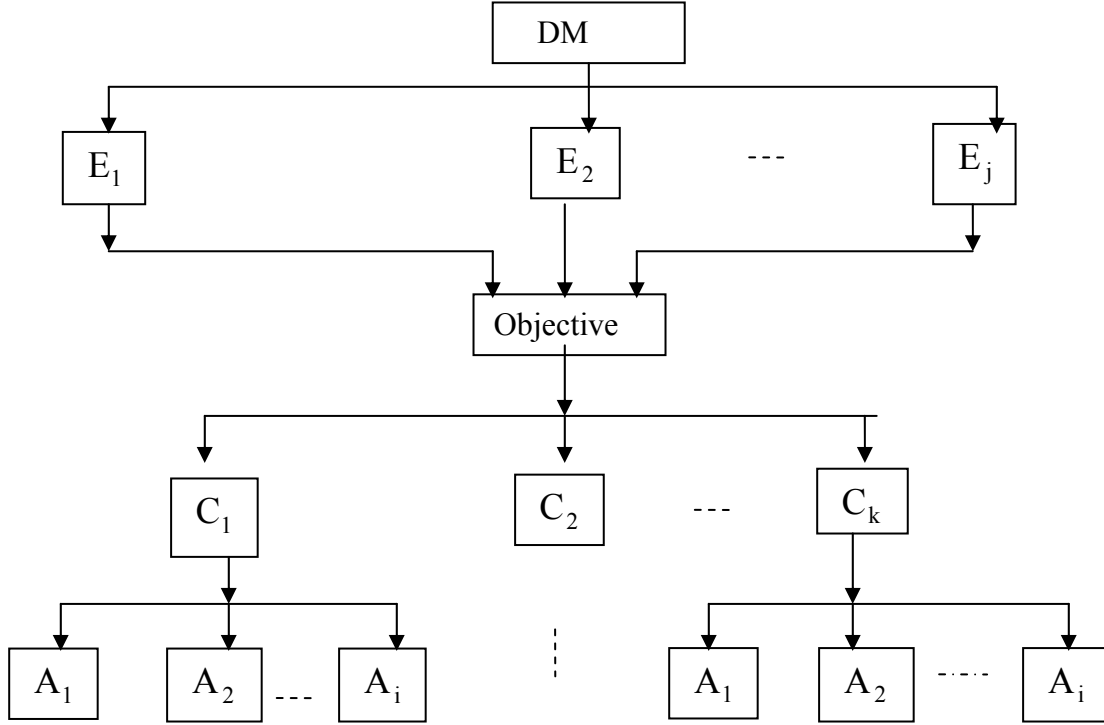 DM
E₁ E₂ --- Eⱼ
Objective
C₁ C₂ --- Cₖ
A₁ A₂ --- Aᵢ A₁ A₂ Aᵢ